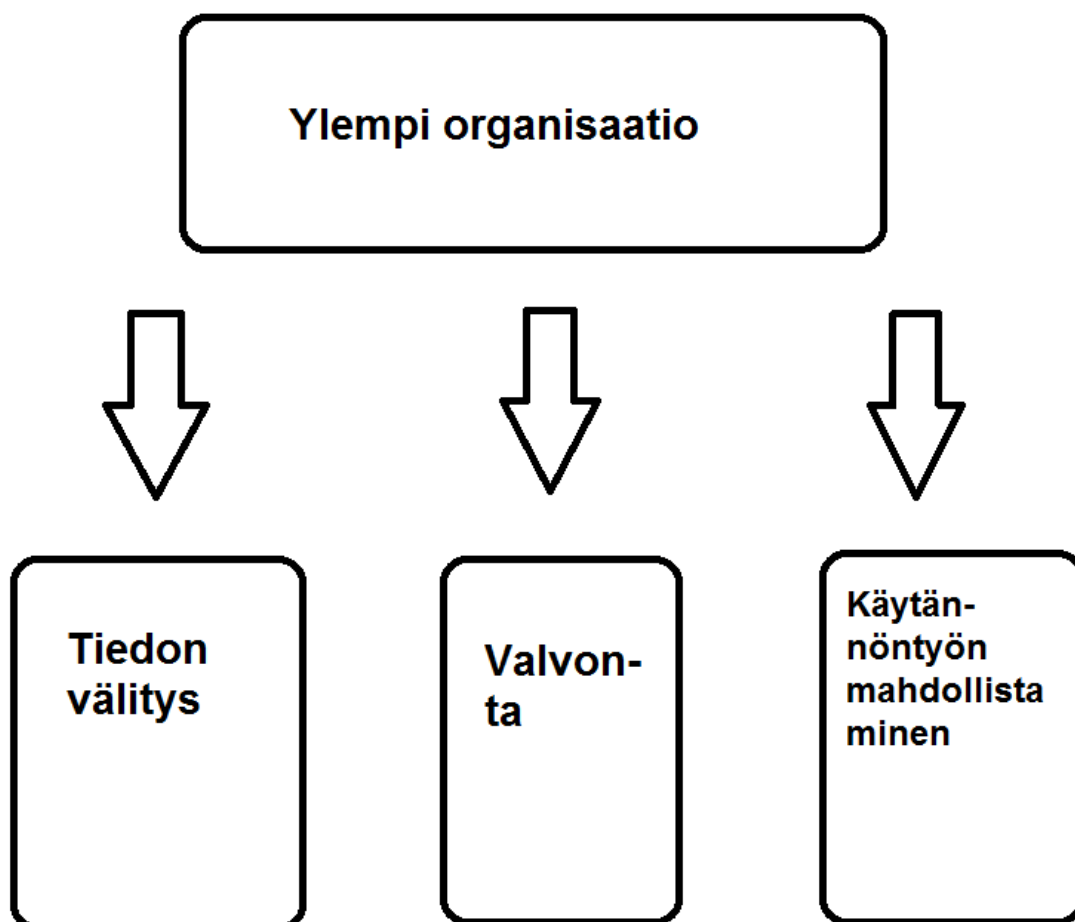 Ylempi organisaatio
Tiedon
välitys
Valvon-
ta
Käytän-
nöntyön
mahdollista
minen